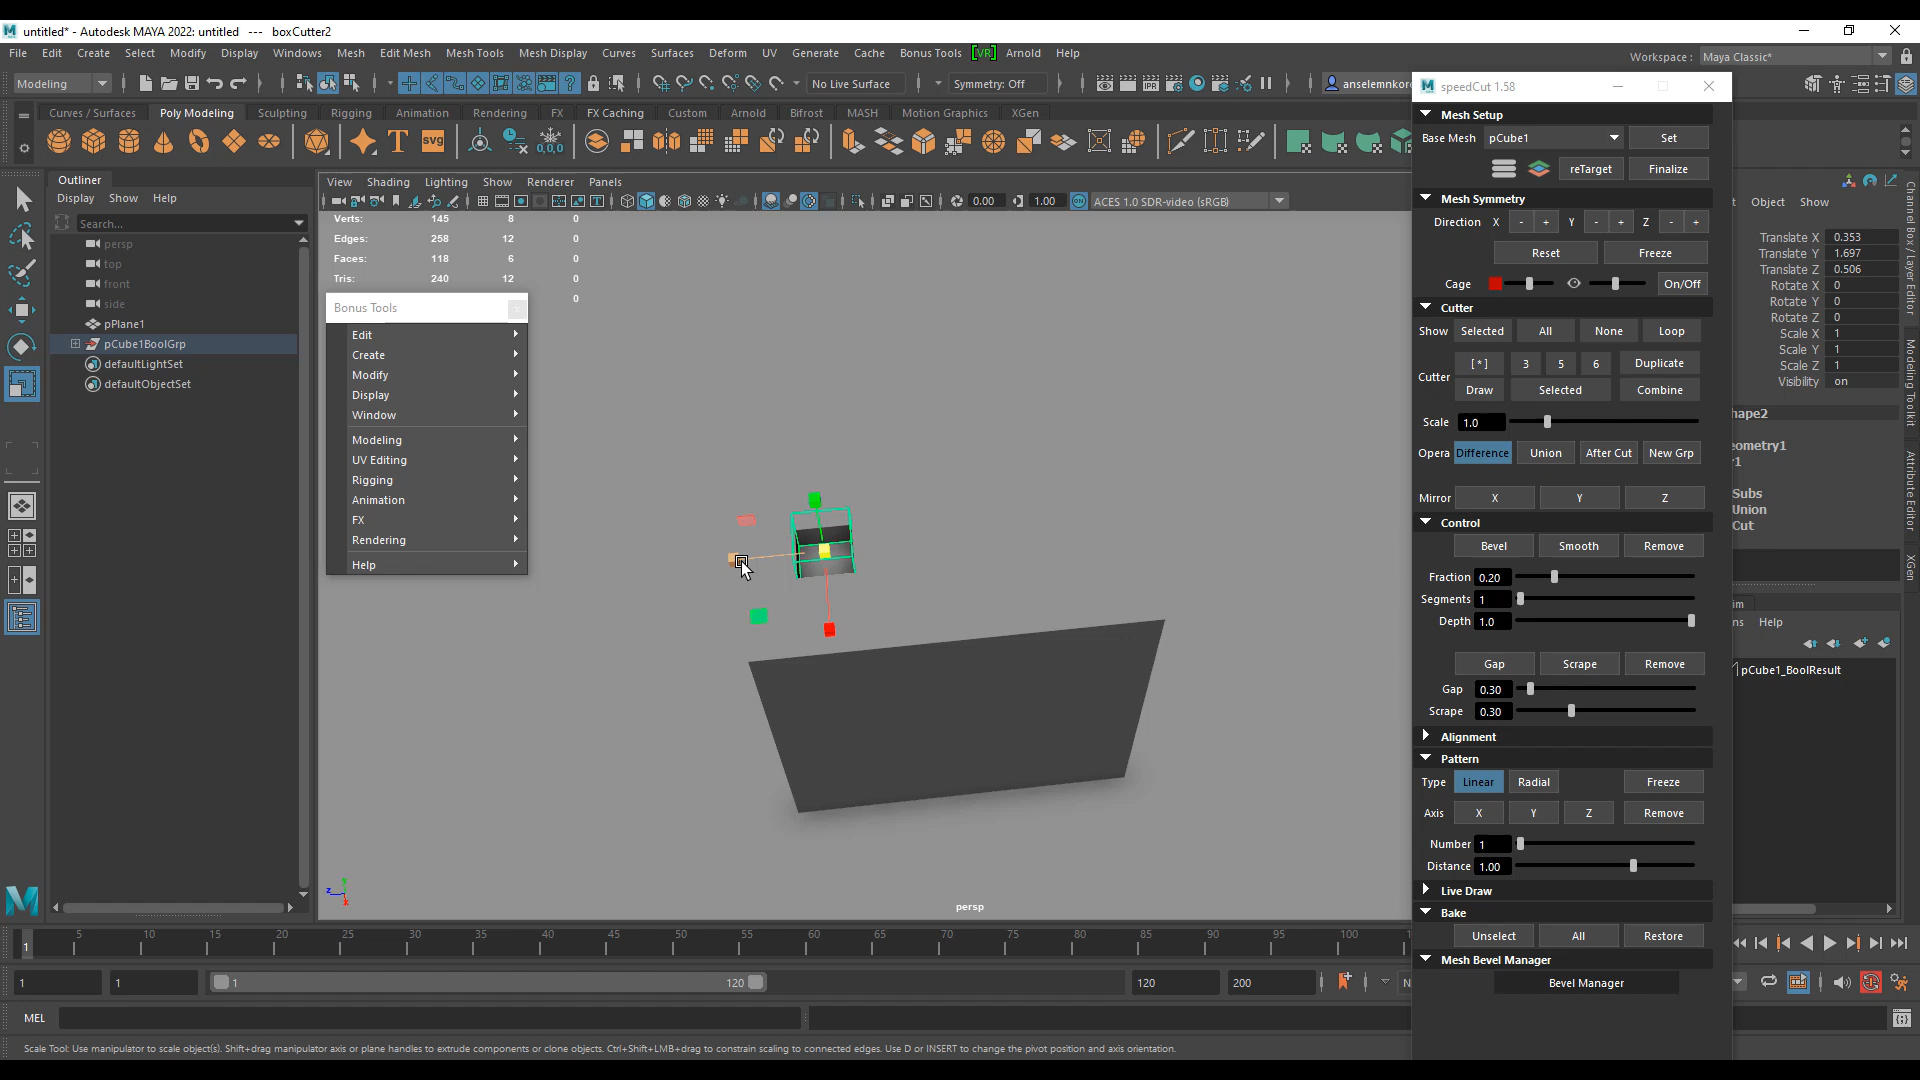 untitled* - Autodesk MAYA 2022: untitled --- boxCutter2
File Edit Create Select Modify Display Windows Mesh Edit Mesh Mesh Tools Mesh Display Curves Surfaces Deform UV Generate Cache Bonus Tools [VR] Arnold Help
Workspace : Maya Classic*
Modeling
No Live Surface
Symmetry: Off
anselemnkor
Curves / Surfaces Poly Modeling Sculpting Rigging Animation Rendering FX FX Caching Custom Arnold Bifrost MASH Motion Graphics XGen
T
SVG
0,0,0
Outliner
Display Show Help
Search...
persp
top
front
side
pPlane1
pCube1BoolGrp
defaultLightSet
defaultObjectSet
View Shading Lighting Show Renderer Panels
0.00
1.00
ACES 1.0 SDR-video (sRGB)
Verts: 145 8 0
Edges: 258 12 0
Faces: 118 6 0
Tris: 240 12 0
0
Bonus Tools
Edit
Create
Modify
Display
Window
Modeling
UV Editing
Rigging
Animation
FX
Rendering
Help
persp
speedCut 1.58
Mesh Setup
Base Mesh pCube1 Set
reTarget Finalize
Mesh Symmetry
Direction X - + Y - + Z - +
Reset Freeze
Cage On/Off
Cutter
Show Selected All None Loop
Cutter [ * ] 3 5 6 Duplicate
Draw Selected Combine
Scale 1.0
Opera Difference Union After Cut New Grp
Mirror X Y Z
Control
Bevel Smooth Remove
Fraction 0.20
Segments 1
Depth 1.0
Gap Scrape Remove
Gap 0.30
Scrape 0.30
Alignment
Pattern
Type Linear Radial Freeze
Axis X Y Z Remove
Number 1
Distance 1.00
Live Draw
Bake
Unselect All Restore
Mesh Bevel Manager
Bevel Manager
Object Show
Translate X 0.353
Translate Y 1.697
Translate Z 0.506
Rotate X 0
Rotate Y 0
Rotate Z 0
Scale X 1
Scale Y 1
Scale Z 1
Visibility on
hape2
eometry1
r1
Subs
Union
Cut
im
ns Help
pCube1_BoolResult
Channel Box / Layer Editor
Modeling Toolkit
Attribute Editor
XGen
1
5 10 15 20 25 30 35 40 45 50 55 60 65 70 75 80 85 90 95 100
1 1 1 120 120 200 N
MEL
Scale Tool: Use manipulator to scale object(s). Shift+drag manipulator axis or plane handles to extrude components or clone objects. Ctrl+Shift+LMB+drag to constrain scaling to connected edges. Use D or INSERT to change the pivot position and axis orientation.